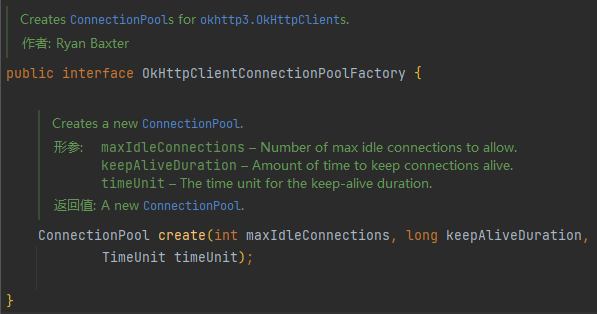 Creates ConnectionPools for okhttp3.OkHttpClients.
作者: Ryan Baxter
public interface OkHttpClientConnectionPoolFactory {
Creates a new ConnectionPool.
形参: maxIdleConnections – Number of max idle connections to allow.
keepAliveDuration – Amount of time to keep connections alive.
timeUnit – The time unit for the keep-alive duration.
返回值: A new ConnectionPool.
ConnectionPool create(int maxIdleConnections, long keepAliveDuration,
TimeUnit timeUnit);
}